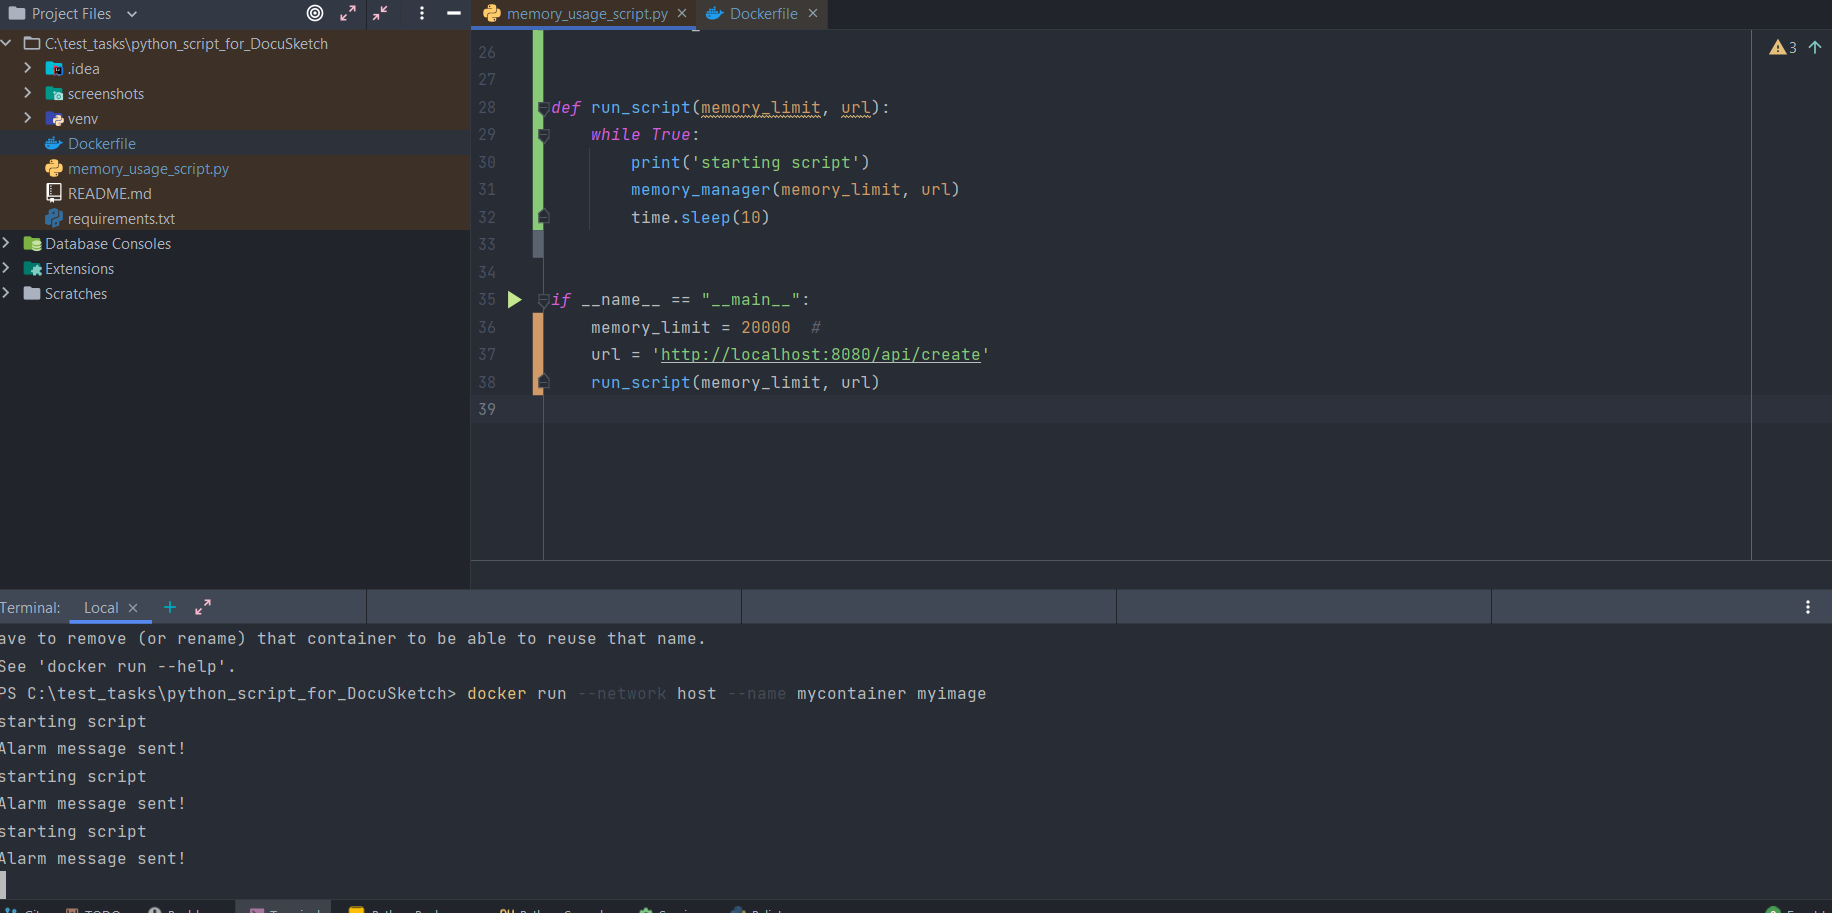 Project Files
C:\test_tasks\python_script_for_DocuSketch
.idea
screenshots
venv
Dockerfile
memory_usage_script.py
README.md
requirements.txt
Database Consoles
Extensions
Scratches
memory_usage_script.py
Dockerfile
3
26
27
28 def run_script(memory_limit, url):
29 while True:
30 print('starting script')
31 memory_manager(memory_limit, url)
32 time.sleep(10)
33
34
35 if __name__ == "__main__":
36 memory_limit = 20000 #
37 url = 'http://localhost:8080/api/create'
38 run_script(memory_limit, url)
39
Terminal: Local
ave to remove (or rename) that container to be able to reuse that name.
See 'docker run --help'.
PS C:\test_tasks\python_script_for_DocuSketch> docker run --network host --name mycontainer myimage
starting script
Alarm message sent!
starting script
Alarm message sent!
starting script
Alarm message sent!